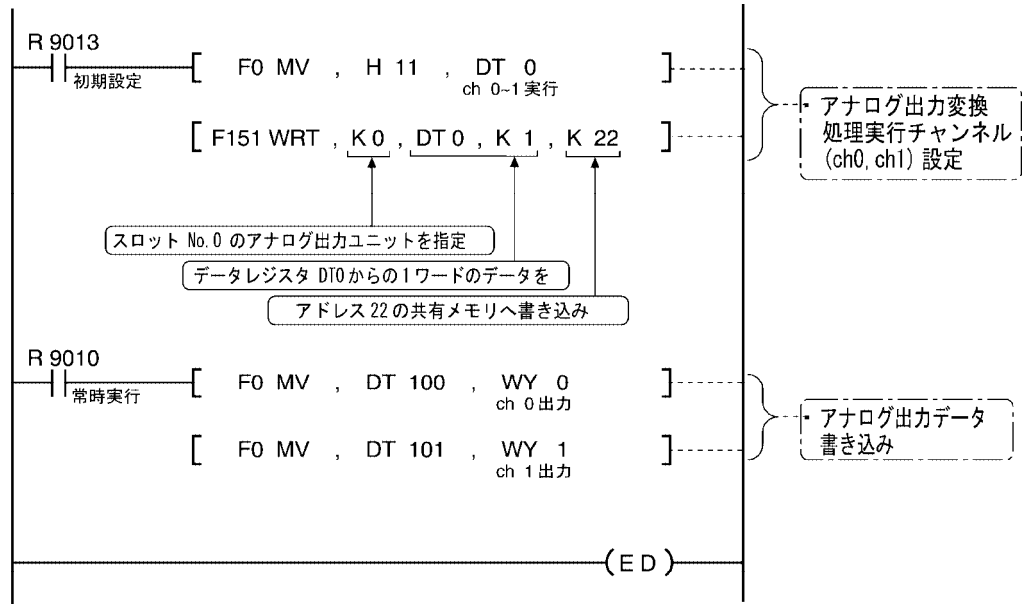 R 9013
初期設定
[ F0 MV , H 11 , DT 0 ]
ch 0~1実行
[ F151 WRT , K 0 , DT 0 , K 1 , K 22 ]
アナログ出力変換
処理実行チャンネル
(ch0, ch1) 設定
スロット No.0 のアナログ出力ユニットを指定
データレジスタ DT0からの1ワードのデータを
アドレス22の共有メモリへ書き込み
R 9010
常時実行
[ F0 MV , DT 100 , WY 0 ]
ch 0出力
[ F0 MV , DT 101 , WY 1 ]
ch 1出力
アナログ出力データ
書き込み
(ED)